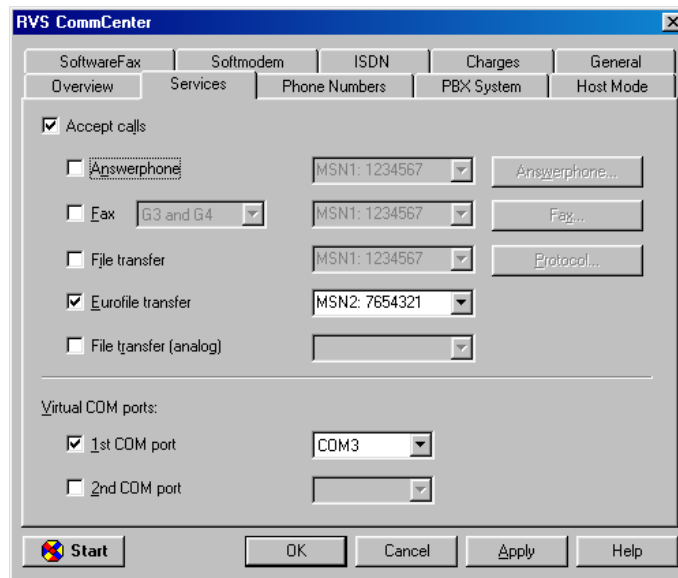 RVS CommCenter
SoftwareFax Softmodem ISDN Charges General
Overview Services Phone Numbers PBX System Host Mode
Accept calls
Answerphone MSN1: 1234567 Answerphone...
Fax G3 and G4 MSN1: 1234567 Fax...
File transfer MSN1: 1234567 Protocol...
Eurofile transfer MSN2: 7654321
File transfer (analog)
Virtual COM ports:
1st COM port COM3
2nd COM port
Start OK Cancel Apply Help